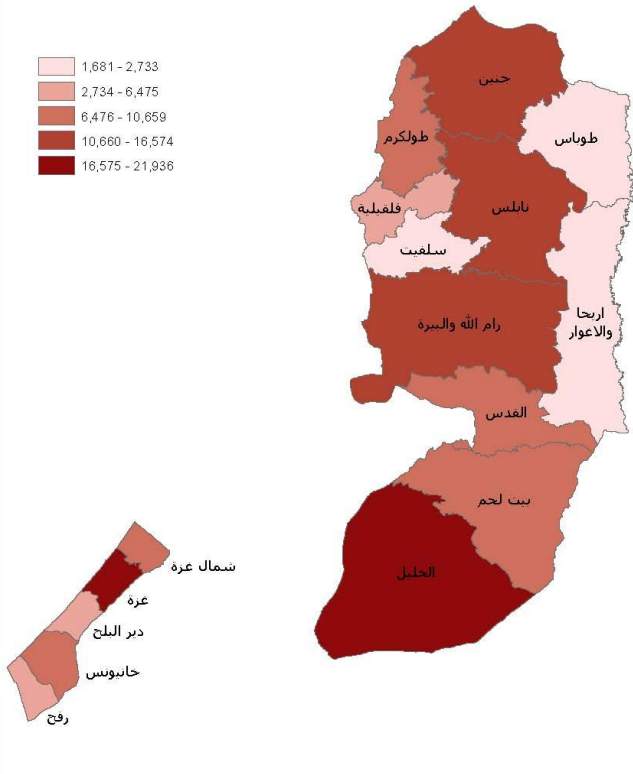 1,681 - 2,733
2,734 - 6,475
6,476 - 10,659
10,660 - 16,574
16,575 - 21,936
جنين
طوباس
طولكرم
قلقيلية
نابلس
سلفيت
اريحا
والاغوار
رام الله والبيرة
القدس
بيت لحم
الخليل
شمال غزة
غزة
دير البلح
خانيونس
رفح